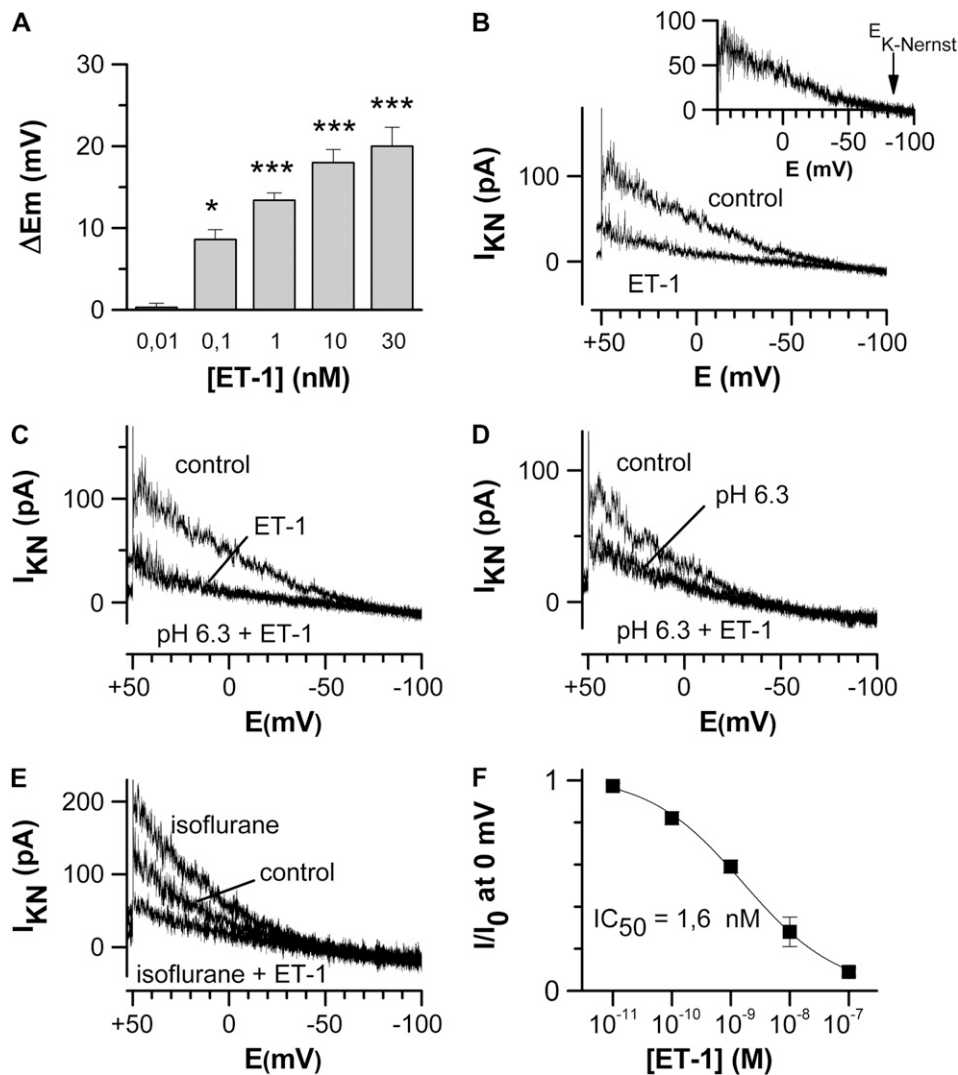 A
30
20
10
0
ΔEm (mV)
*
***
***
***
0,01 0,1 1 10 30
[ET-1] (nM)
B
100
50
0
E K-Nernst
0 -50 -100
E (mV)
100
0
IKN (pA)
control
ET-1
+50 0 -50 -100
E (mV)
C
100
0
IKN (pA)
control
ET-1
pH 6.3 + ET-1
+50 0 -50 -100
E(mV)
D
100
0
IKN (pA)
control
pH 6.3
pH 6.3 + ET-1
+50 0 -50 -100
E(mV)
E
200
100
0
IKN (pA)
isoflurane
control
isoflurane + ET-1
+50 0 -50 -100
E(mV)
F
1
0
I/I0 at 0 mV
IC50 = 1,6 nM
10-11 10-10 10-9 10-8 10-7
[ET-1] (M)